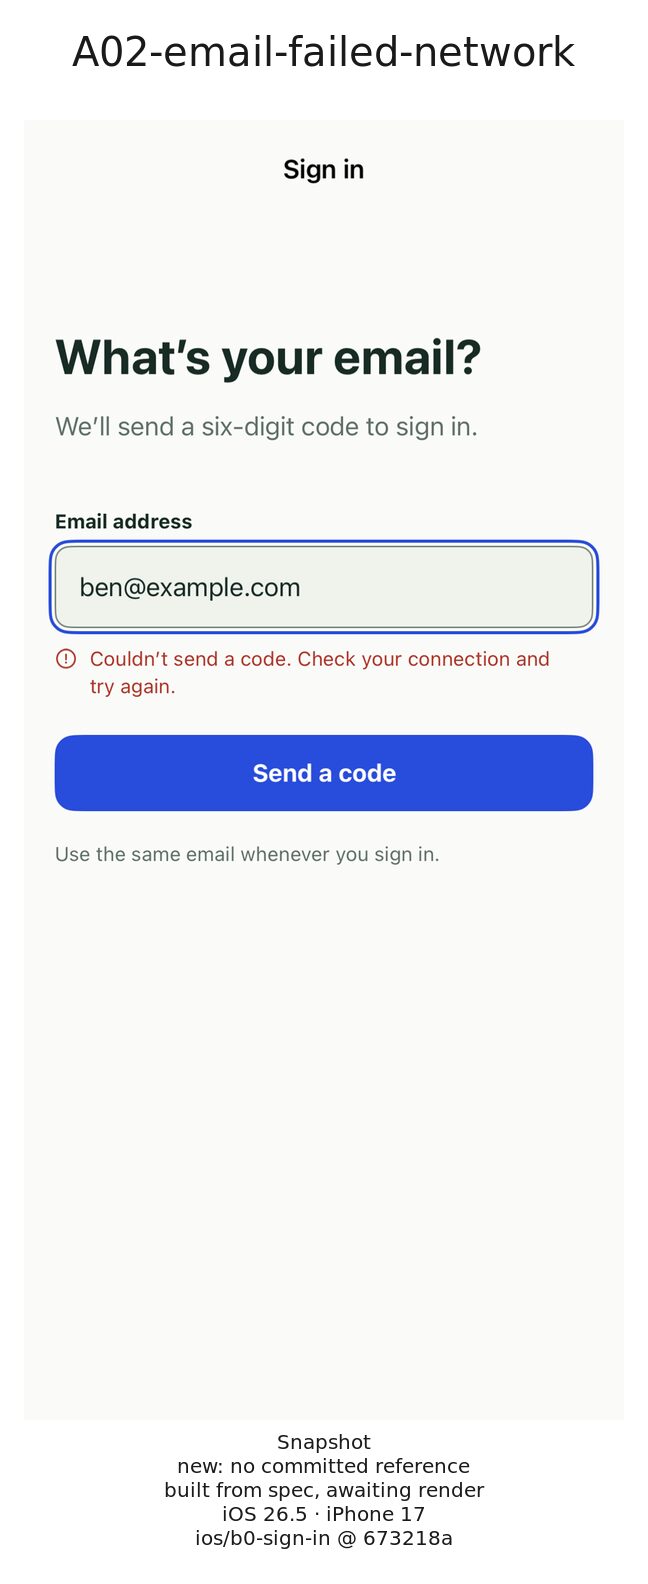 A02-email-failed-network
Sign in
What’s your email?
We’ll send a six-digit code to sign in.
Email address
ben@example.com
Couldn’t send a code. Check your connection and
try again.
Send a code
Use the same email whenever you sign in.
Snapshot
new: no committed reference
built from spec, awaiting render
iOS 26.5 · iPhone 17
ios/b0-sign-in @ 673218a